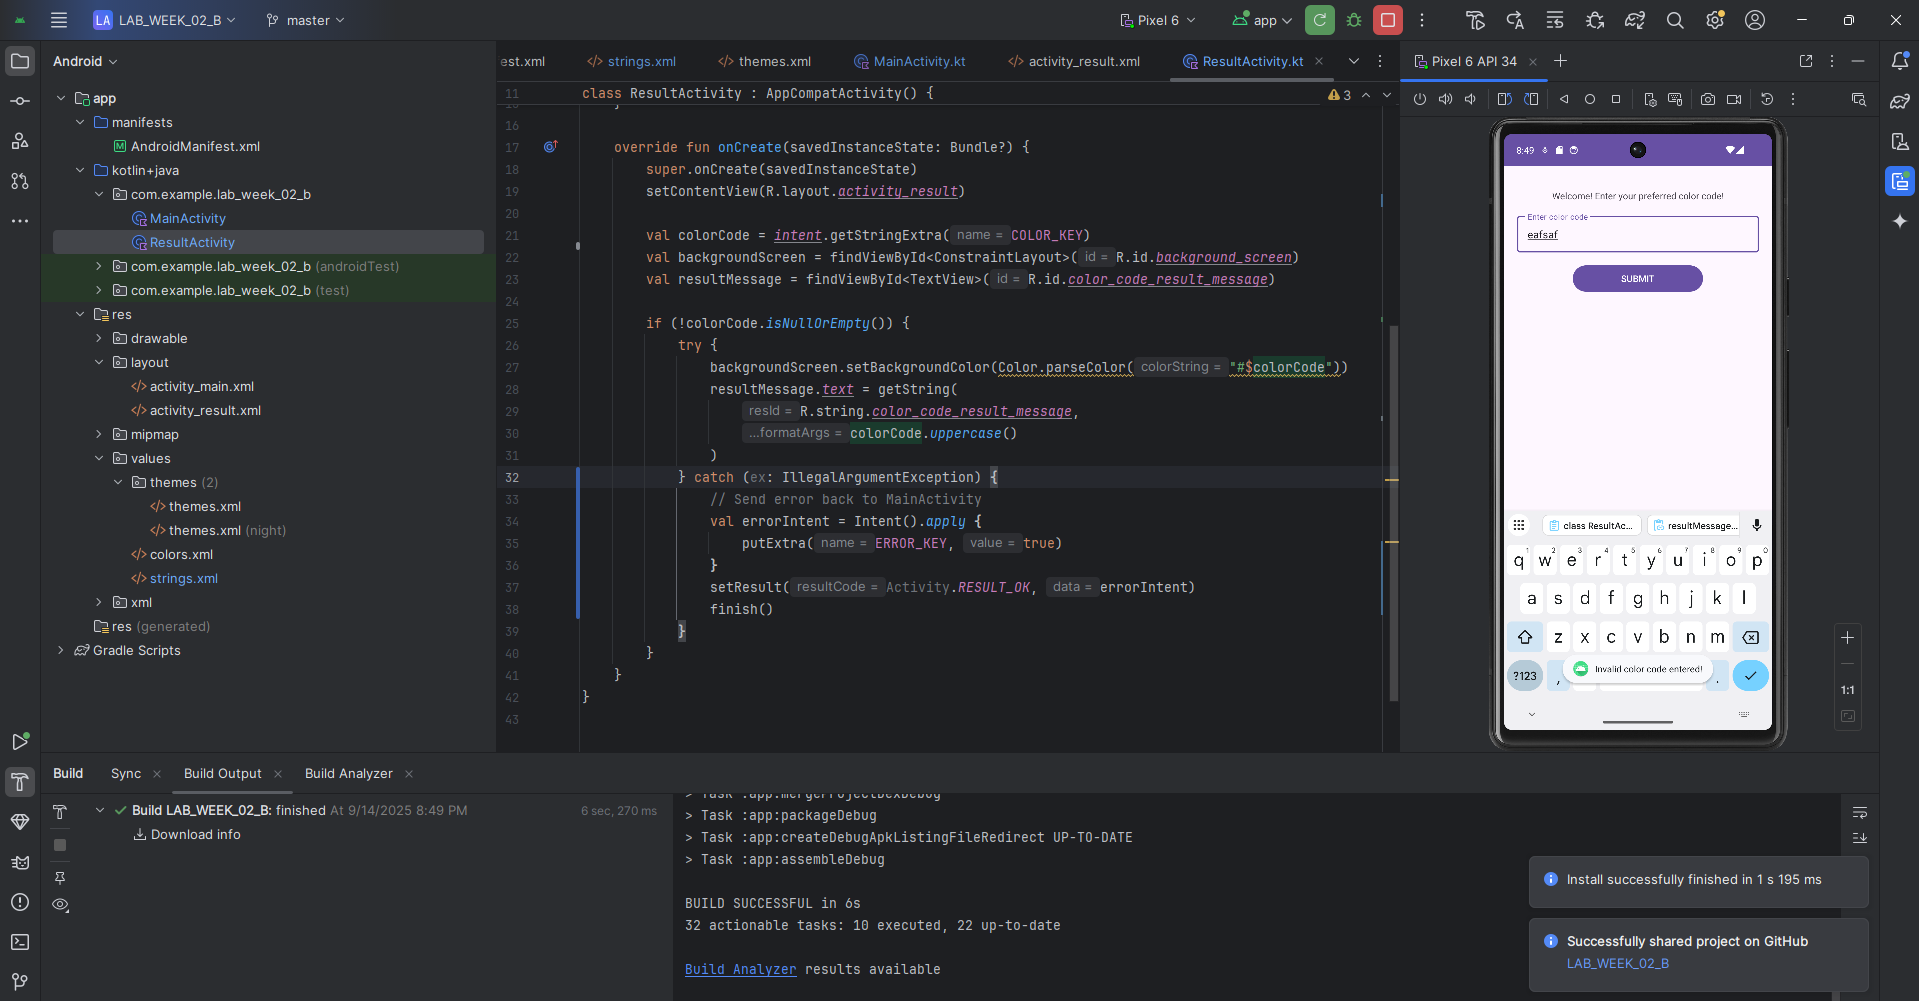 LA LAB_WEEK_02_B
master
Pixel 6
app
Android
est.xml
strings.xml
themes.xml
MainActivity.kt
activity_result.xml
ResultActivity.kt
Pixel 6 API 34
app
manifests
AndroidManifest.xml
kotlin+java
com.example.lab_week_02_b
MainActivity
ResultActivity
com.example.lab_week_02_b (androidTest)
com.example.lab_week_02_b (test)
res
drawable
layout
activity_main.xml
activity_result.xml
mipmap
values
themes (2)
themes.xml
themes.xml (night)
colors.xml
strings.xml
xml
res (generated)
Gradle Scripts
11 class ResultActivity : AppCompatActivity() {
3
16
17 override fun onCreate(savedInstanceState: Bundle?) {
18 super.onCreate(savedInstanceState)
19 setContentView(R.layout.activity_result)
20
21 val colorCode = intent.getStringExtra( name = COLOR_KEY)
22 val backgroundScreen = findViewById<ConstraintLayout>( id = R.id.background_screen)
23 val resultMessage = findViewById<TextView>( id = R.id.color_code_result_message)
24
25 if (!colorCode.isNullOrEmpty()) {
26 try {
27 backgroundScreen.setBackgroundColor(Color.parseColor( colorString = "#$colorCode"))
28 resultMessage.text = getString(
29 resId = R.string.color_code_result_message,
30 ...formatArgs = colorCode.uppercase()
31 )
32 } catch (ex: IllegalArgumentException) {
33 // Send error back to MainActivity
34 val errorIntent = Intent().apply {
35 putExtra( name = ERROR_KEY, value = true)
36 }
37 setResult( resultCode = Activity.RESULT_OK, data = errorIntent)
38 finish()
39 }
40 }
41 }
42 }
43
8:49
Welcome! Enter your preferred color code!
Enter color code
eafsaf
SUBMIT
class ResultAc...
resultMessage...
q1 w2 e3 r4 t5 y6 u7 i8 o9 p0
a s d f g h j k l
z x c v b n m
?123 , .
Invalid color code entered!
1:1
Build
Sync
Build Output
Build Analyzer
Build LAB_WEEK_02_B: finished At 9/14/2025 8:49 PM
6 sec, 270 ms
Download info
> Task :app:mergeProjectDexDebug
> Task :app:packageDebug
> Task :app:createDebugApkListingFileRedirect UP-TO-DATE
> Task :app:assembleDebug
BUILD SUCCESSFUL in 6s
32 actionable tasks: 10 executed, 22 up-to-date
Build Analyzer results available
Install successfully finished in 1 s 195 ms
Successfully shared project on GitHub
LAB_WEEK_02_B